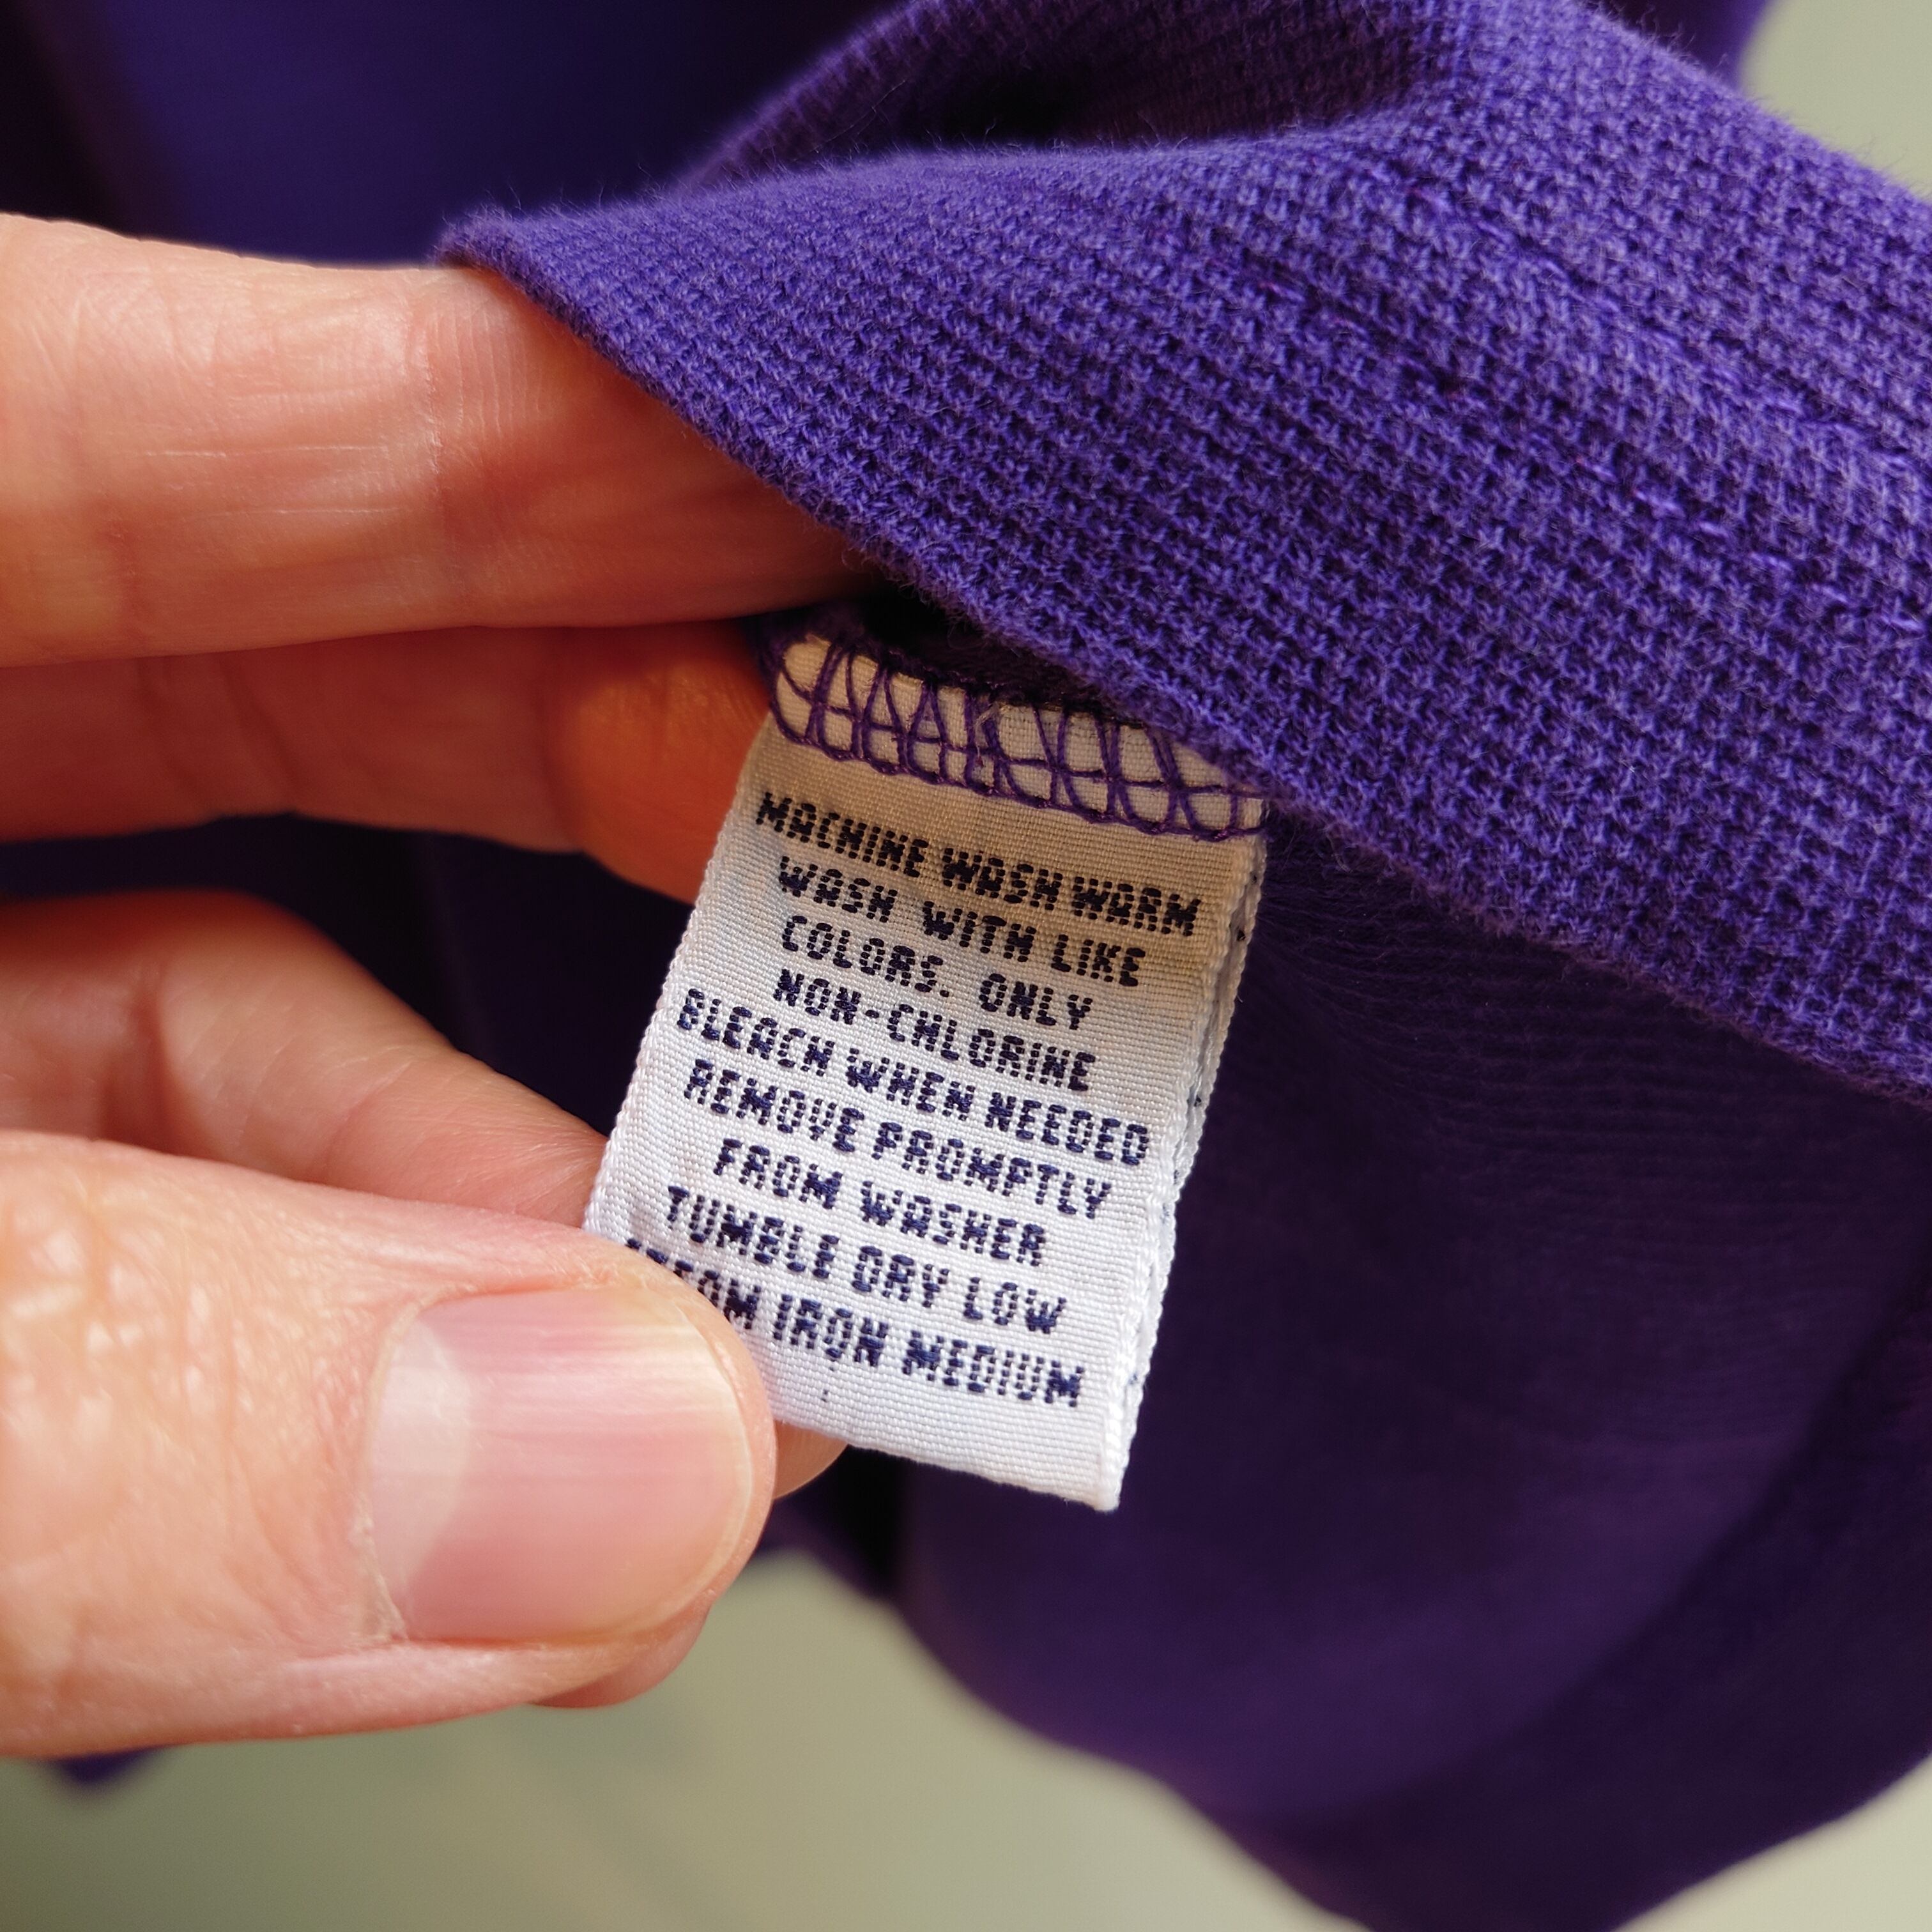 MACHINE WASH WARM
WASH WITH LIKE
COLORS. ONLY
NON-CHLORINE
BLEACH WHEN NEEDED
REMOVE PROMPTLY
FROM WASHER
TUMBLE DRY LOW
STEAM IRON MEDIUM